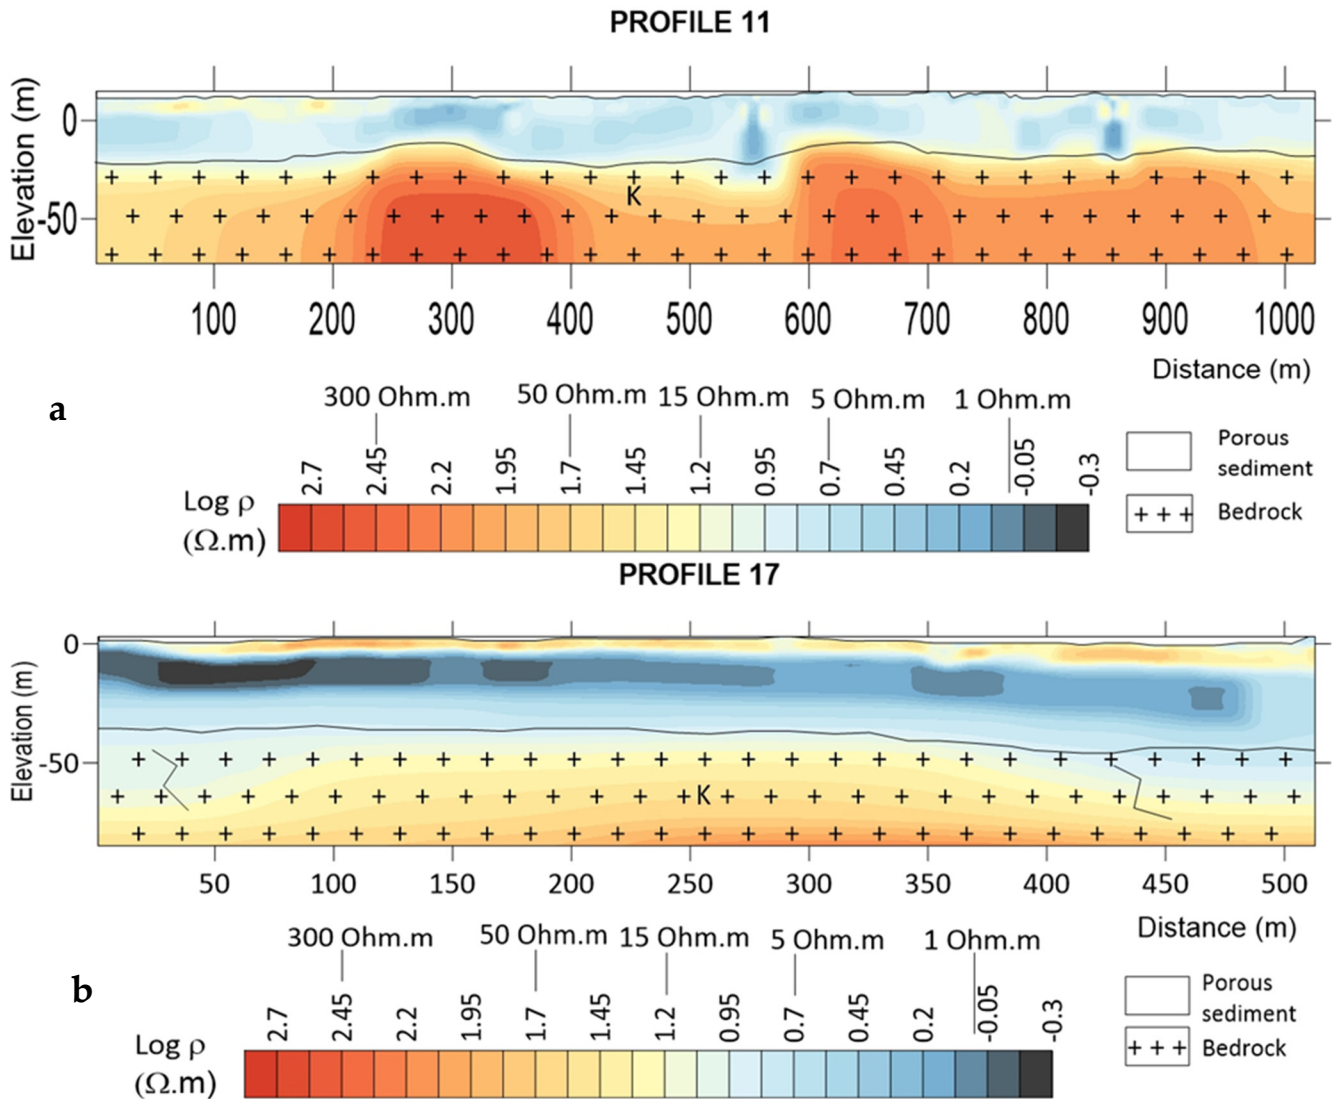 PROFILE 11
Elevation (m)
0
-50
K
100 200 300 400 500 600 700 800 900 1000
Distance (m)
a
300 Ohm.m 50 Ohm.m 15 Ohm.m 5 Ohm.m 1 Ohm.m
Log ρ
(Ω.m)
2.7 2.45 2.2 1.95 1.7 1.45 1.2 0.95 0.7 0.45 0.2 -0.05 -0.3
Porous
sediment
Bedrock
PROFILE 17
Elevation (m)
0
-50
K
50 100 150 200 250 300 350 400 450 500
Distance (m)
b
300 Ohm.m 50 Ohm.m 15 Ohm.m 5 Ohm.m 1 Ohm.m
Log ρ
(Ω.m)
2.7 2.45 2.2 1.95 1.7 1.45 1.2 0.95 0.7 0.45 0.2 -0.05 -0.3
Porous
sediment
Bedrock